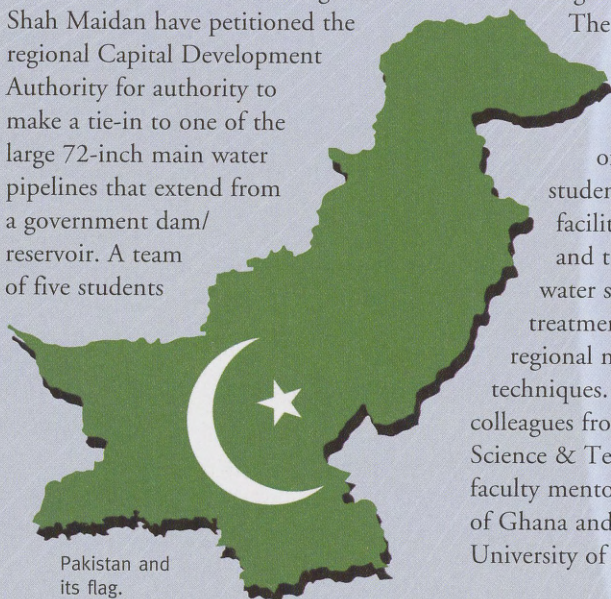 Shah Maidan have petitioned the
regional Capital Development
Authority for authority to
make a tie-in to one of the
large 72-inch main water
pipelines that extend from
a government dam/
reservoir. A team
of five students
Pakistan and
its flag.
The
o
studen
facilit
and t
water s
treatmen
regional n
techniques.
colleagues fro
Science & Te
faculty mento
of Ghana and
University of